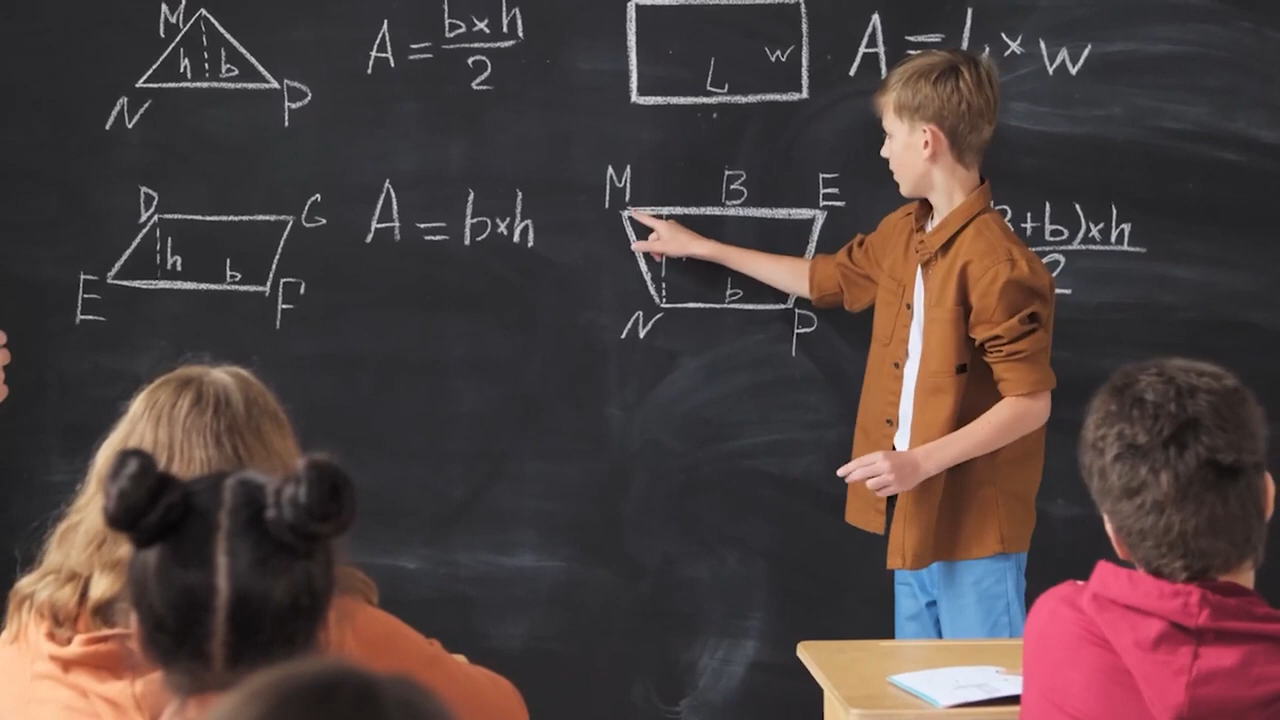 M
h b
N P
A = b×h
2
w
L
A = L × w
D G
h
b
E F
A = b×h
M B E
b
N P
+b)×h
2